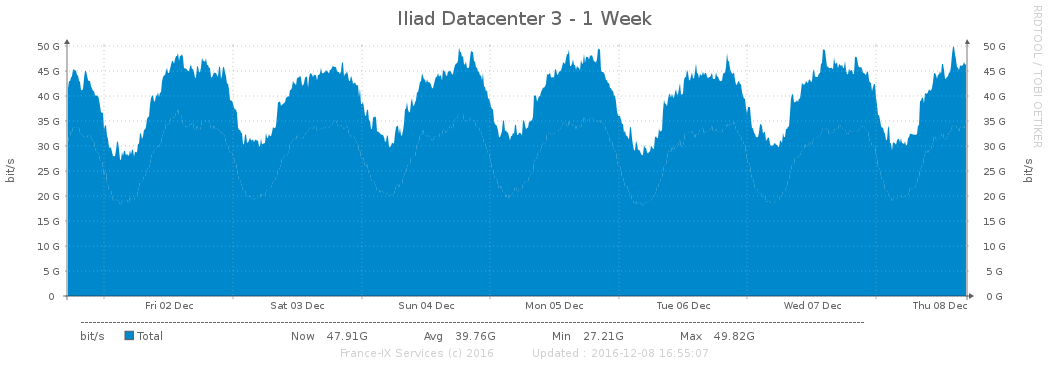 Iliad Datacenter 3 - 1 Week
RRDTOOL / TOBI OETIKER
50 G 50 G
45 G 45 G
40 G 40 G
35 G 35 G
30 G 30 G
25 G 25 G
20 G 20 G
15 G 15 G
10 G 10 G
5 G 5 G
0 0 G
bit/s bit/s
Fri 02 Dec Sat 03 Dec Sun 04 Dec Mon 05 Dec Tue 06 Dec Wed 07 Dec Thu 08 Dec
bit/s Total Now 47.91G Avg 39.76G Min 27.21G Max 49.82G
France-IX Services (c) 2016 Updated : 2016-12-08 16:55:07